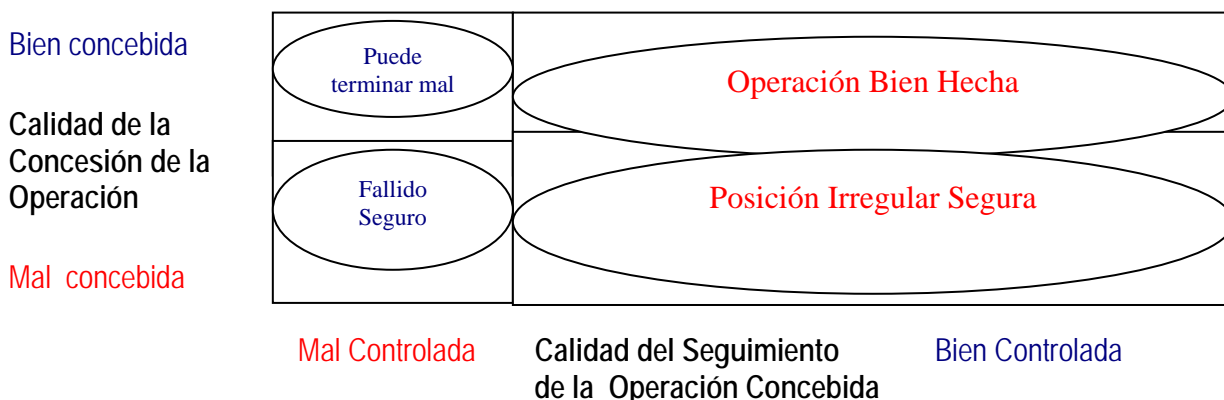 Bien concebida
Puede
terminar mal
Operación Bien Hecha
Calidad de la
Concesión de la
Operación
Fallido
Seguro
Posición Irregular Segura
Mal concebida
Mal Controlada
Calidad del Seguimiento
de la Operación Concebida
Bien Controlada